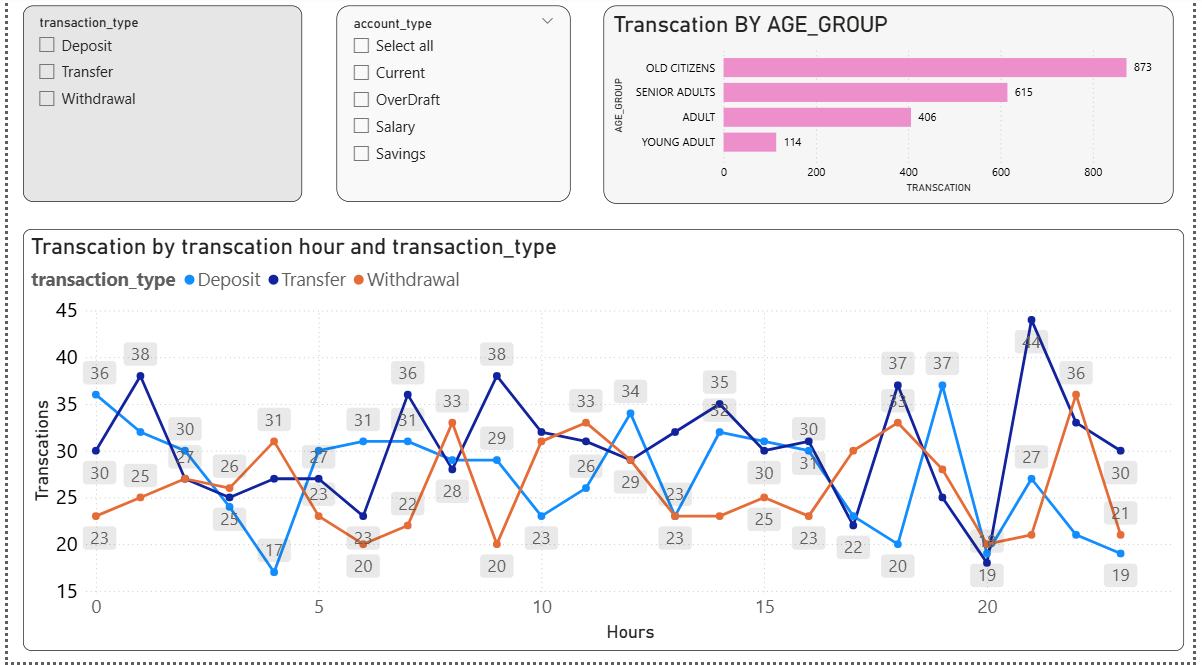 transaction_type
Deposit
Transfer
Withdrawal
account_type
Select all
Current
OverDraft
Salary
Savings
Transcation BY AGE_GROUP
AGE_GROUP
OLD CITIZENS 873
SENIOR ADULTS 615
ADULT 406
YOUNG ADULT 114
0 200 400 600 800
TRANSCATION
Transcation by transcation hour and transaction_type
transaction_type Deposit Transfer Withdrawal
Transcations
45
40
35
30
25
20
15
36 30 23
38 25
30 27
26 25
31 17
27 23
31 23 20
36 31 22
33 28
38 29 20
23
33 26
34 29
23 23
35 32
30 25
30 31 23
22
37 33 20
37
18 19
44 27
36
30 21 19
0 5 10 15 20
Hours